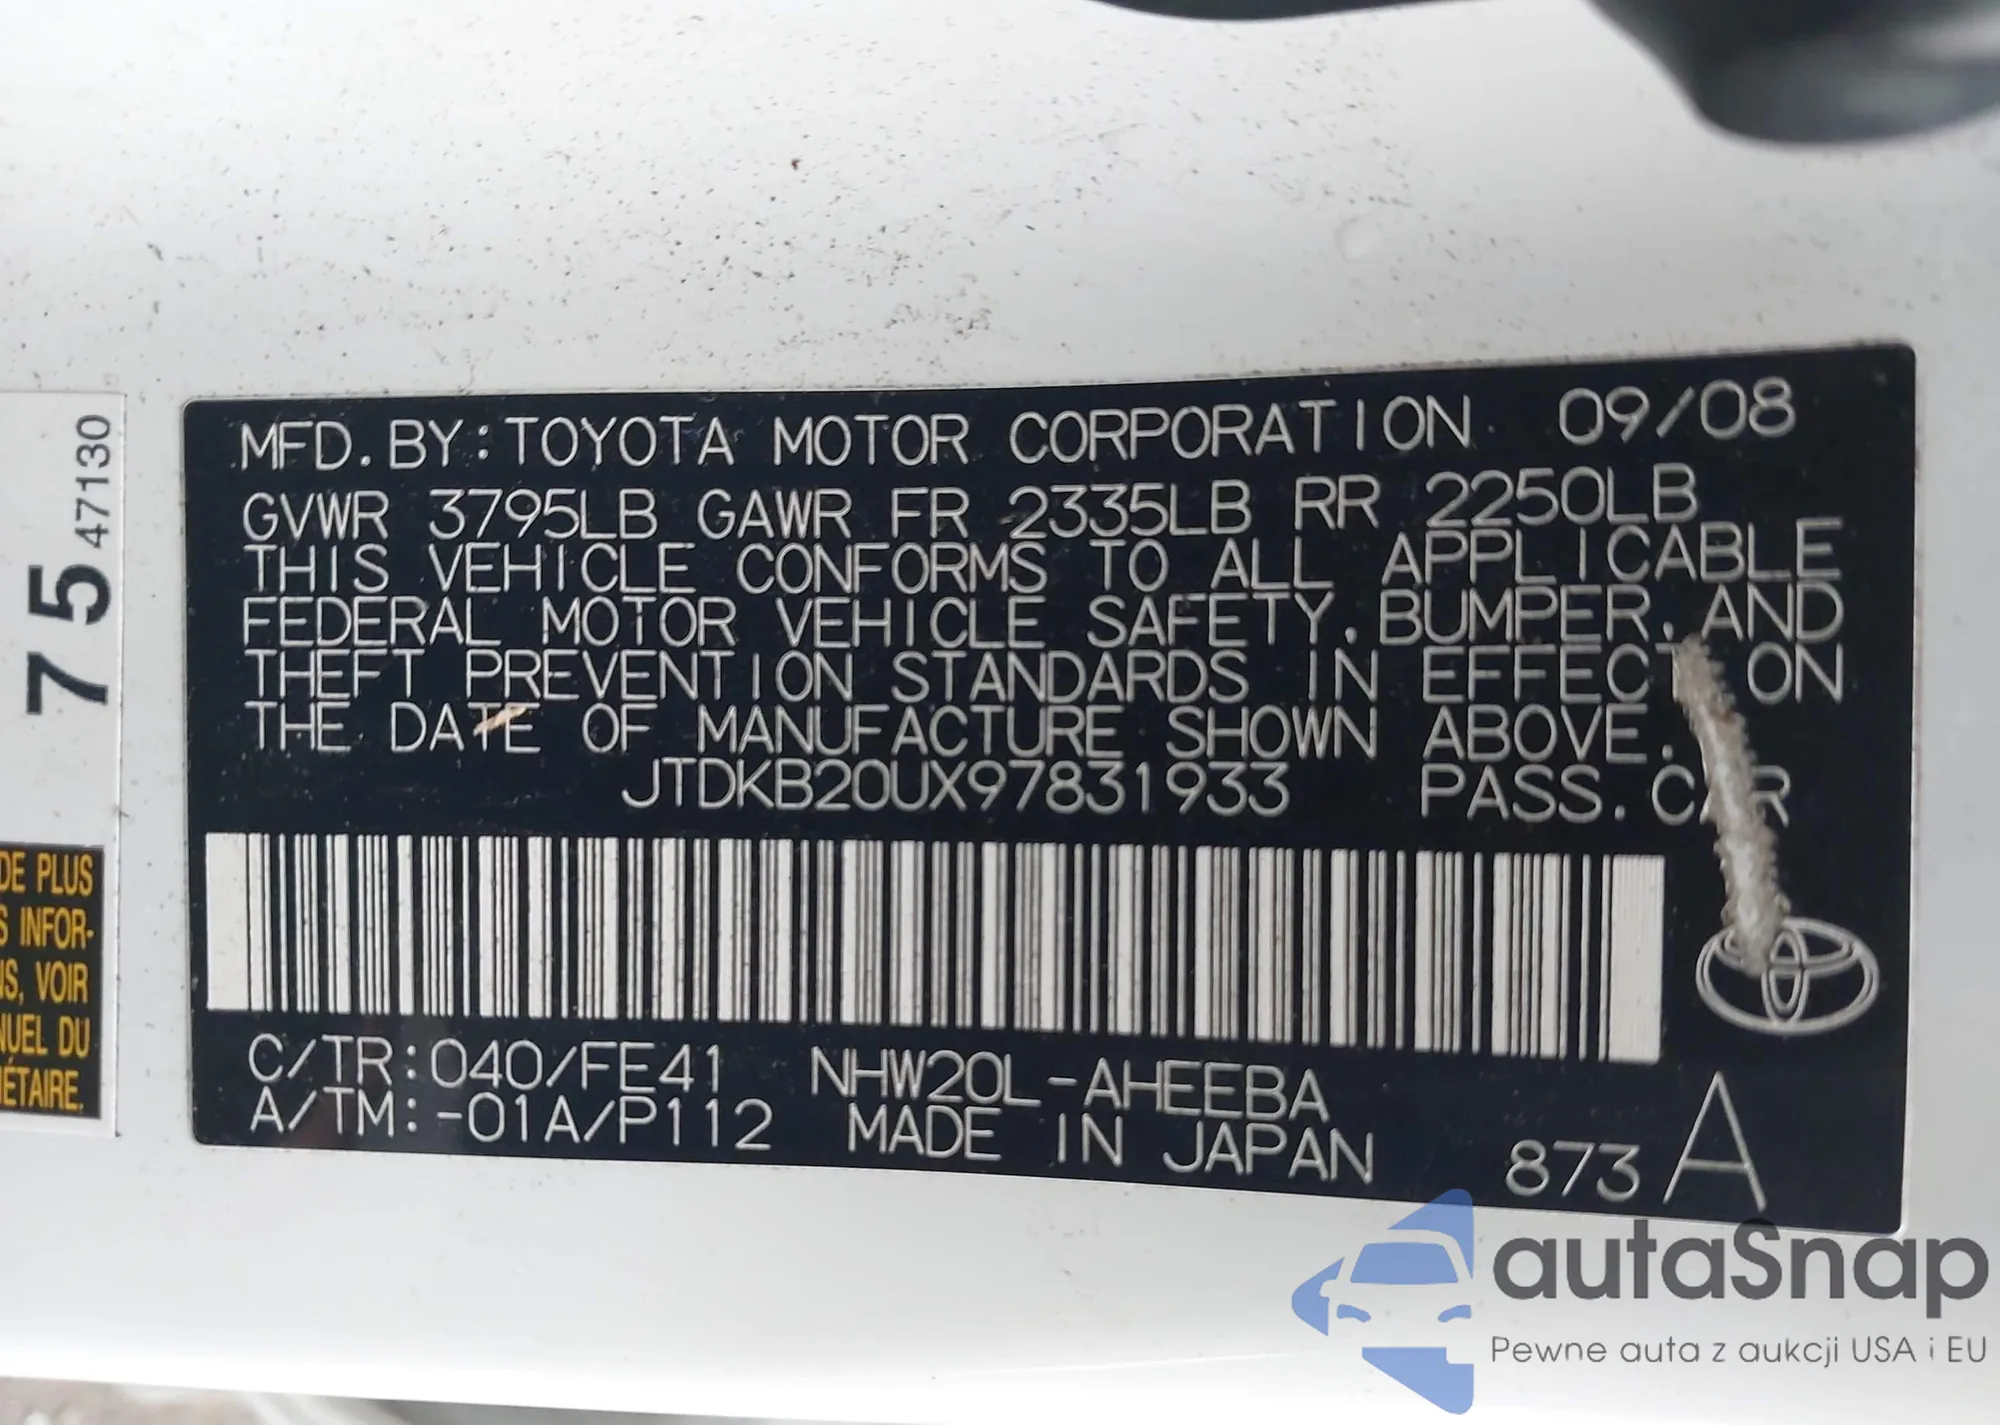 MFD. BY: TOYOTA MOTOR CORPORATION 09/08
GVWR 3795LB GAWR FR 2335LB RR 2250LB
THIS VEHICLE CONFORMS TO ALL APPLICABLE
FEDERAL MOTOR VEHICLE SAFETY, BUMPER, AND
THEFT PREVENTION STANDARDS IN EFFECT ON
THE DATE OF MANUFACTURE SHOWN ABOVE.
JTDKB20UX97831933 PASS. CAR
C/TR: 040/FE41 NHW20L-AHEEBA
A/TM: -01A/P112 MADE IN JAPAN 873 A
75 47130
DE PLUS
S INFOR-
NS, VOIR
NUEL DU
IÉTAIRE.
autaSnap
Pewne auta z aukcji USA i EU